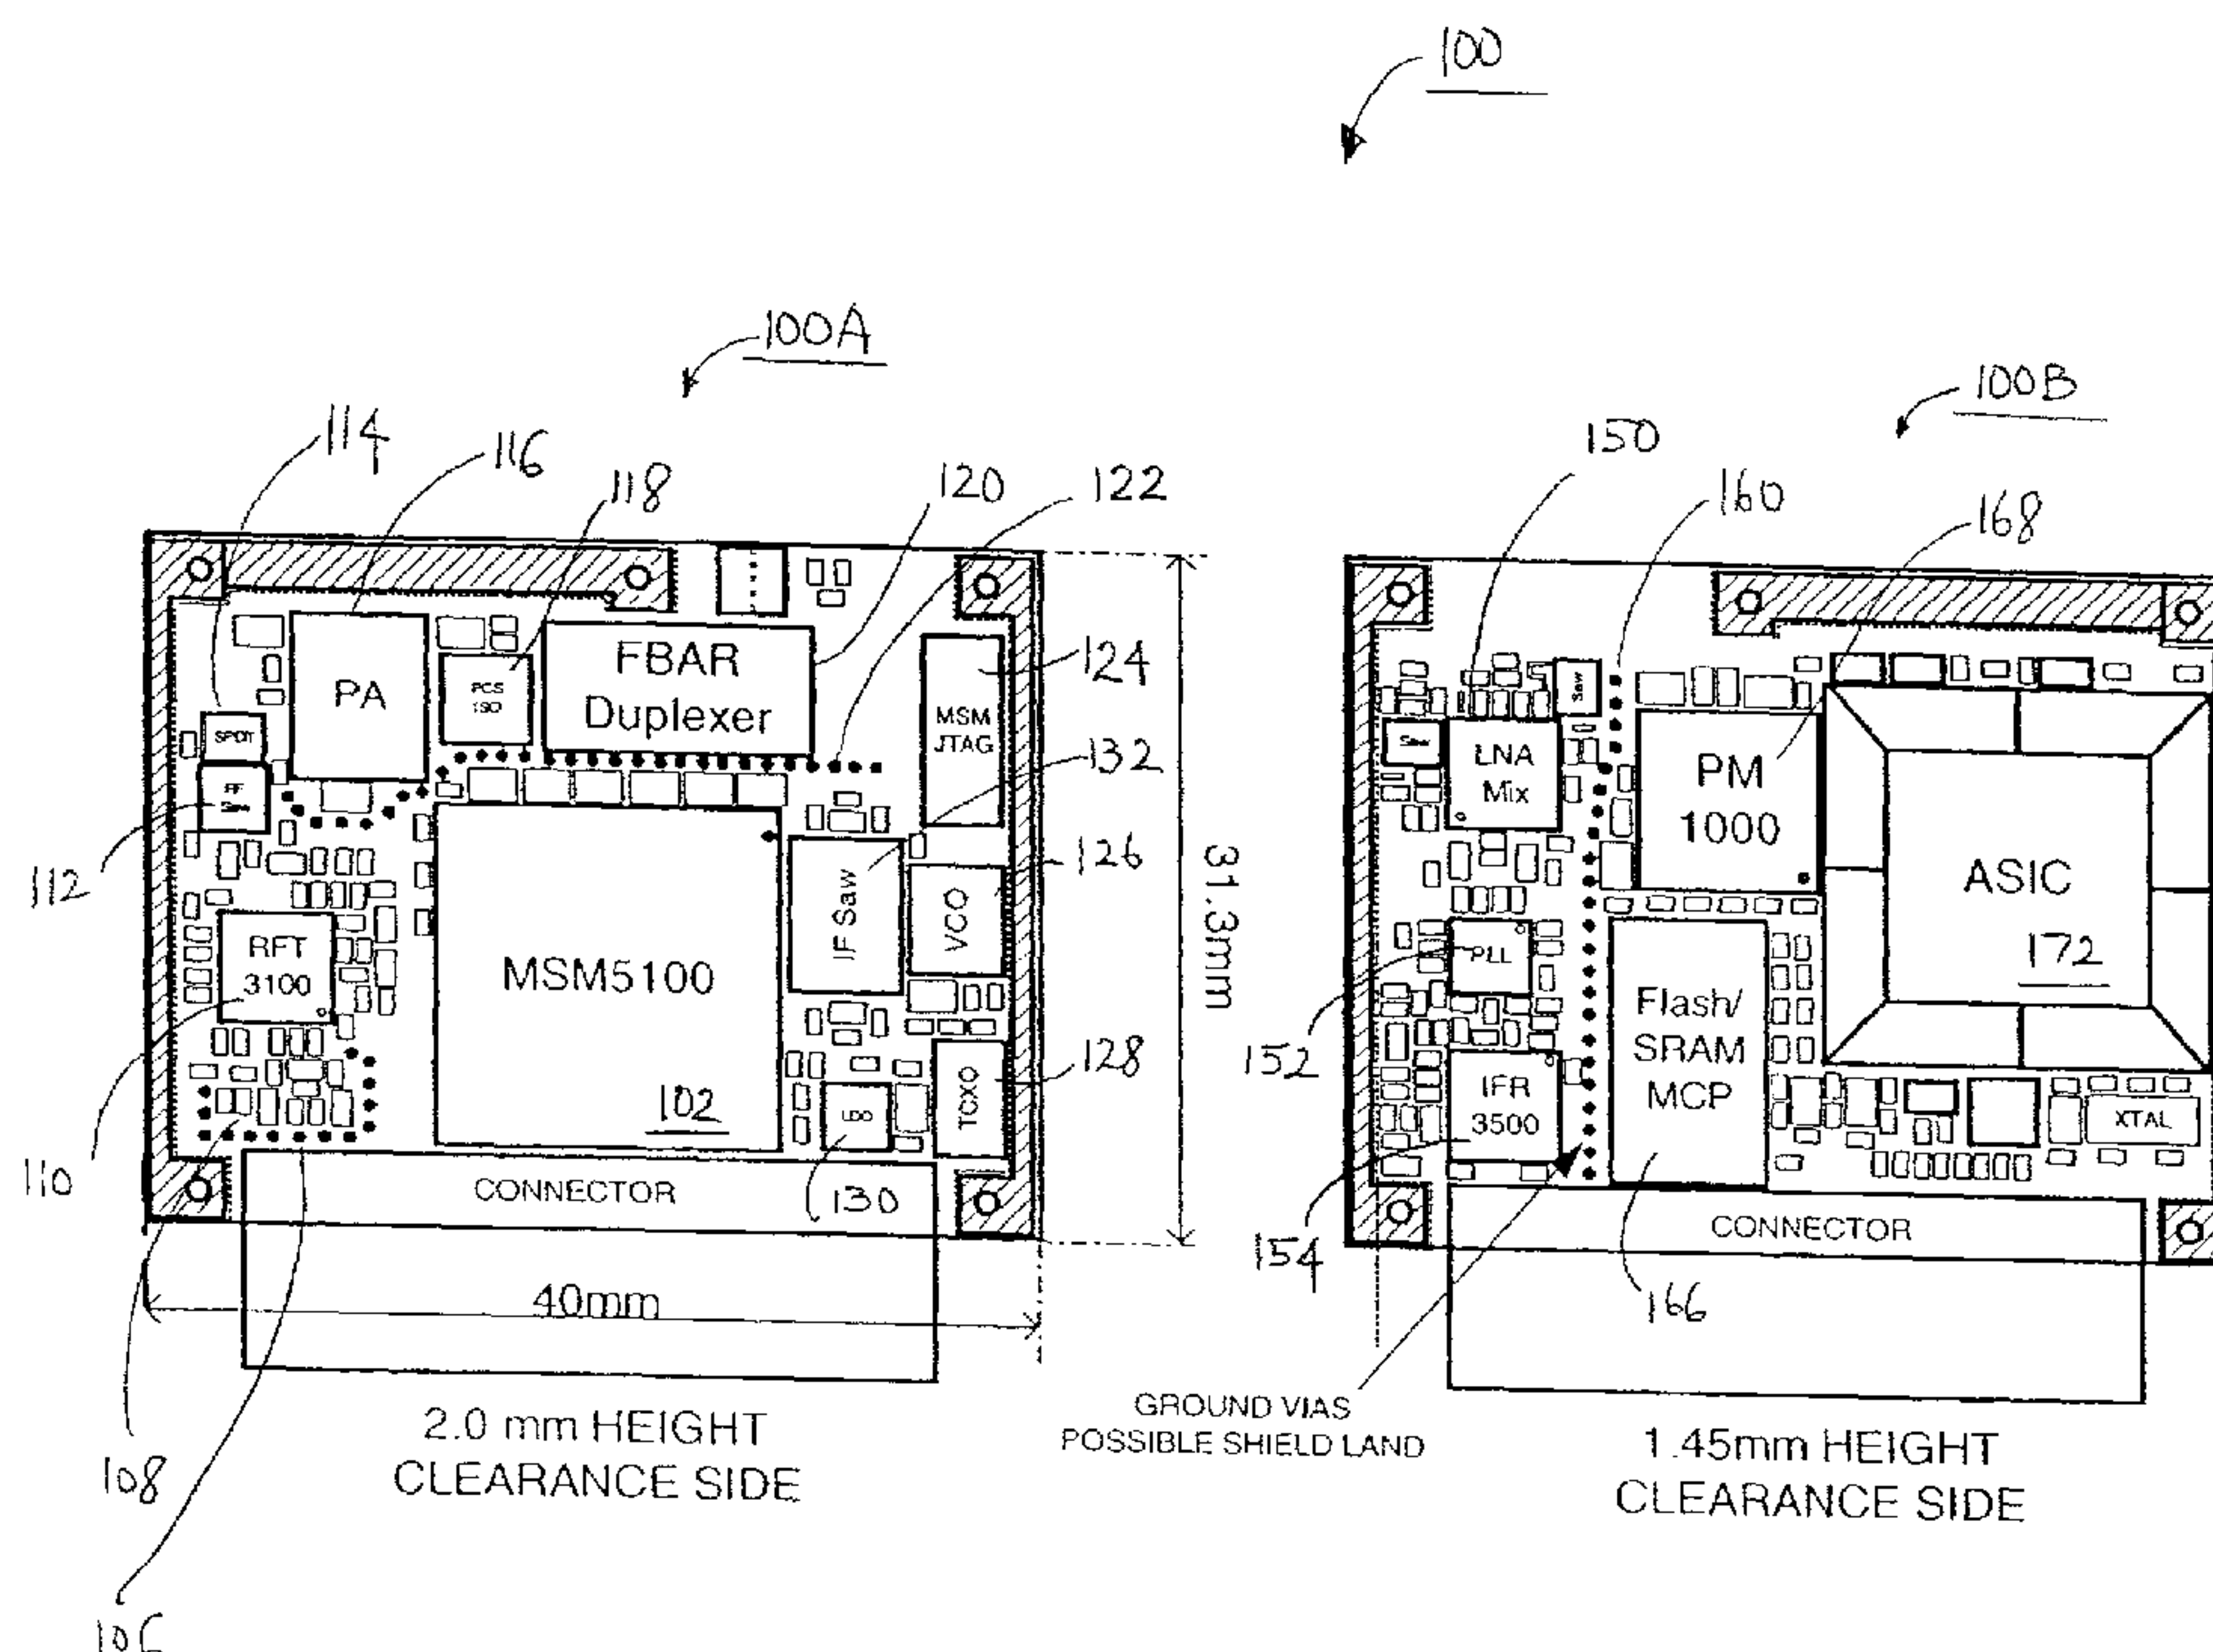 100
100A
100B
114
116
118
120
122
150
160
168
FBAR
Duplexer
PA
PCS
ISO
SPDT
RF
Saw
MSM
JTAG
124
132
126
112
RFT
3100
MSM5100
102
IF Saw
VCO
TCXO
128
LDO
130
110
CONNECTOR
40mm
31.3mm
108
106
2.0 mm HEIGHT
CLEARANCE SIDE
Saw
LNA
Mix
PM
1000
ASIC
172
PLL
152
Flash/
SRAM
MCP
IFR
3500
XTAL
154
166
CONNECTOR
GROUND VIAS
POSSIBLE SHIELD LAND
1.45mm HEIGHT
CLEARANCE SIDE